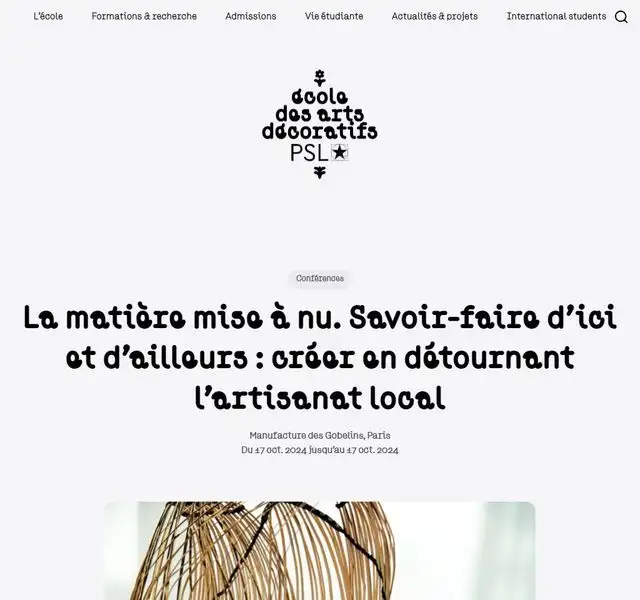 L'école Formations & recherche Admissions Vie étudiante Actualités & projets International students
école
des arts
décoratifs
PSL★
Conférences
La matière mise à nu. Savoir-faire d'ici
et d'ailleurs : créer en détournant
l'artisanat local
Manufacture des Gobelins, Paris
Du 17 oct. 2024 jusqu'au 17 oct. 2024